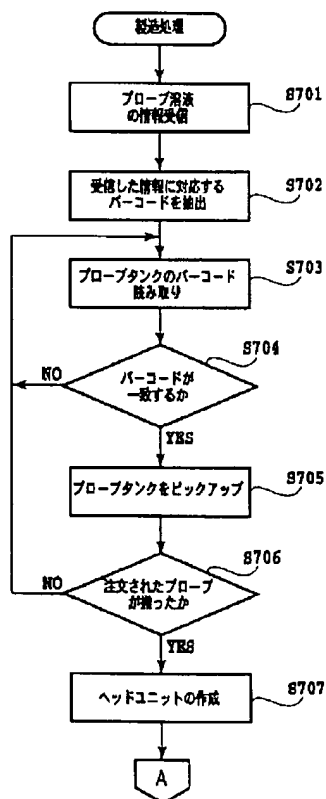 製造処理
プローブ溶液
の情報受信
S701
受信した情報に対応する
バーコードを抽出
S702
プローブタンクのバーコード
読み取り
S703
バーコードが
一致するか
S704
NO
YES
プローブタンクをピックアップ
S705
注文されたプローブ
が揃ったか
S706
NO
YES
ヘッドユニットの作成
S707
A